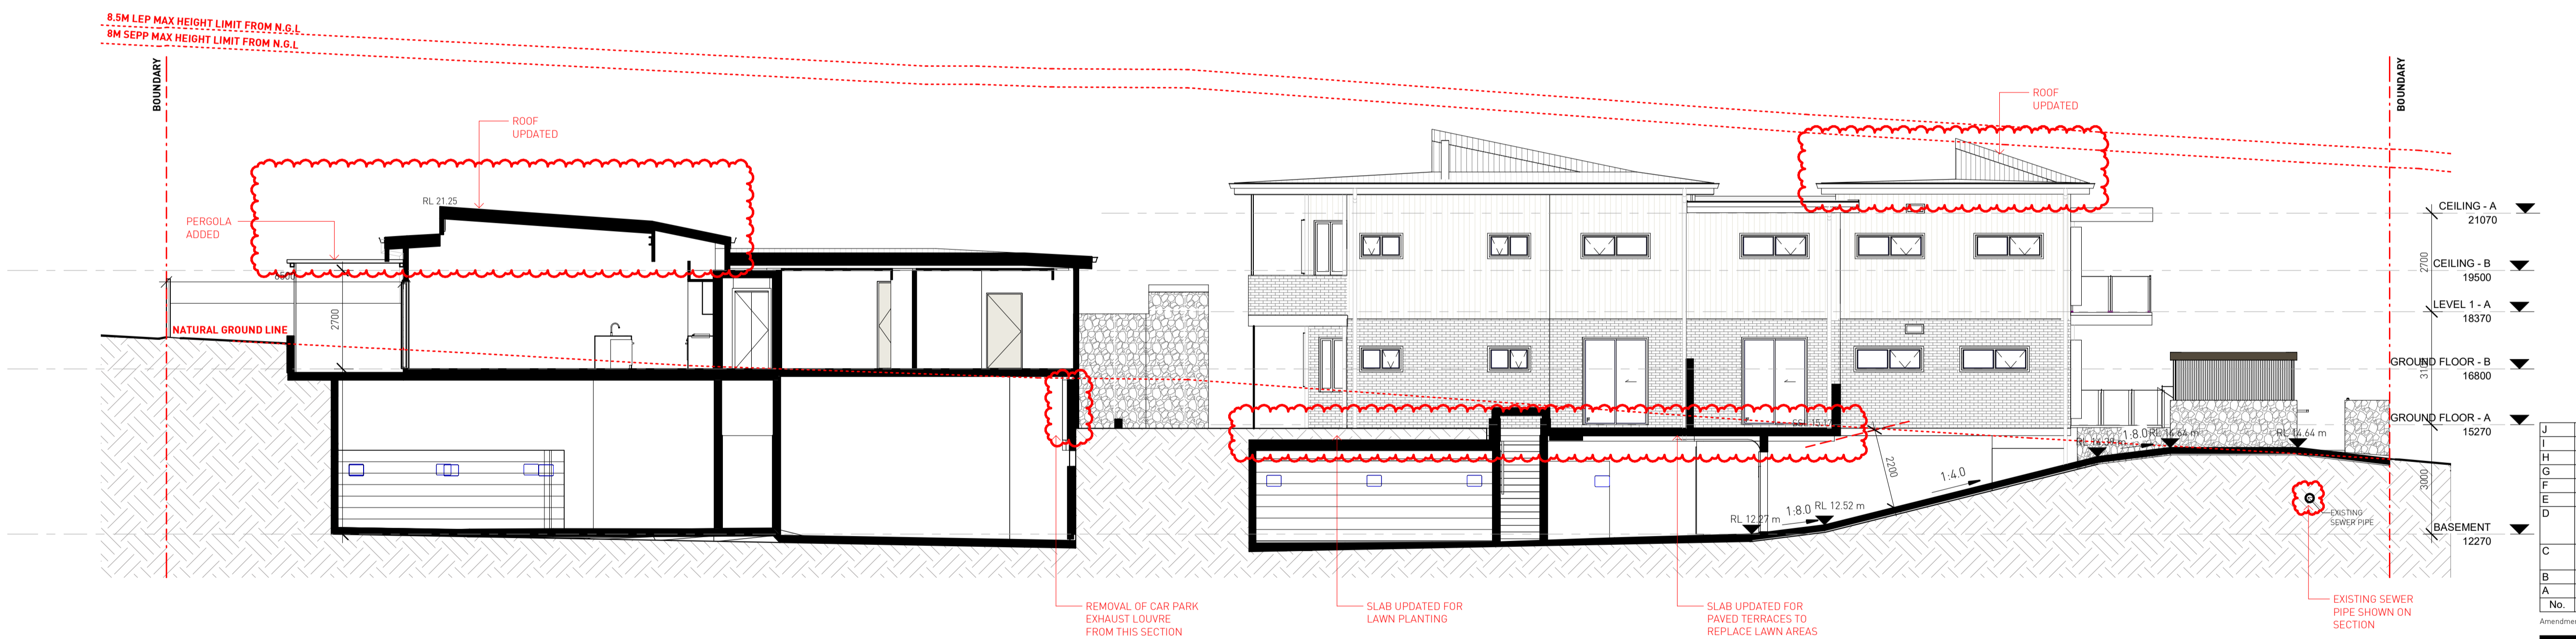 8.5M LEP MAX HEIGHT LIMIT FROM N.G.L
8M SEPP MAX HEIGHT LIMIT FROM N.G.L
BOUNDARY
ROOF
UPDATED
ROOF
UPDATED
BOUNDARY
RL 21.25
PERGOLA
ADDED
CEILING - A
21070
2700
CEILING - B
19500
LEVEL 1 - A
18370
2700
NATURAL GROUND LINE
GROUND FLOOR - B
16800
GROUND FLOOR - A
15270
1:8.0
RL 14.64 m
RL 14.64 m
2200
1:4.0
3000
RL 12.27 m
1:8.0
RL 12.52 m
EXISTING
SEWER PIPE
BASEMENT
12270
REMOVAL OF CAR PARK
EXHAUST LOUVRE
FROM THIS SECTION
SLAB UPDATED FOR
LAWN PLANTING
SLAB UPDATED FOR
PAVED TERRACES TO
REPLACE LAWN AREAS
EXISTING SEWER
PIPE SHOWN ON
SECTION
J
I
H
G
F
E
D
C
B
A
No.